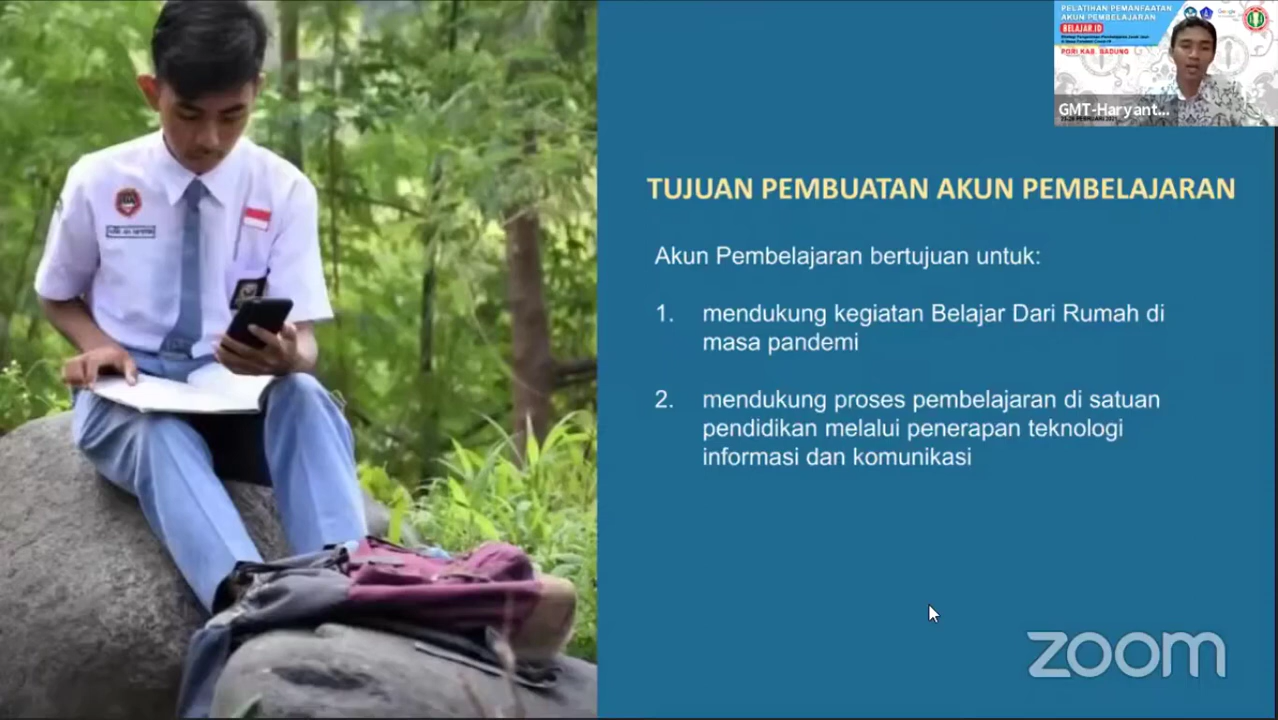 PELATIHAN PEMANFAATAN
AKUN PEMBELAJARAN
BELAJAR.ID
PGRI KAB. BADUNG
GMT-Haryant...
TUJUAN PEMBUATAN AKUN PEMBELAJARAN
Akun Pembelajaran bertujuan untuk:
1. mendukung kegiatan Belajar Dari Rumah di
masa pandemi
2. mendukung proses pembelajaran di satuan
pendidikan melalui penerapan teknologi
informasi dan komunikasi
zoom